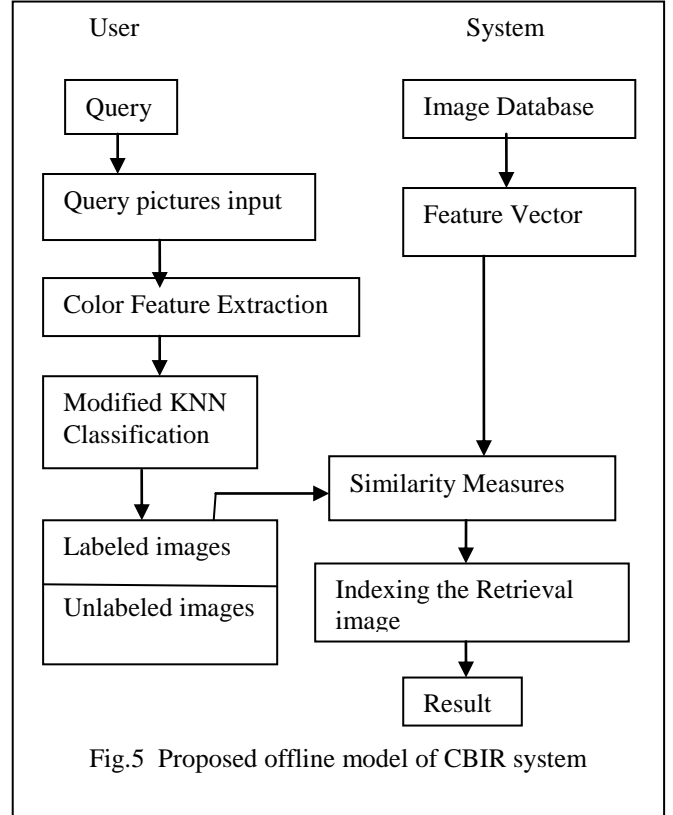 User
System
Query
Image Database
Query pictures input
Feature Vector
Color Feature Extraction
Modified KNN
Classification
Similarity Measures
Labeled images
Unlabeled images
Indexing the Retrieval
image
Result
Fig.5 Proposed offline model of CBIR system